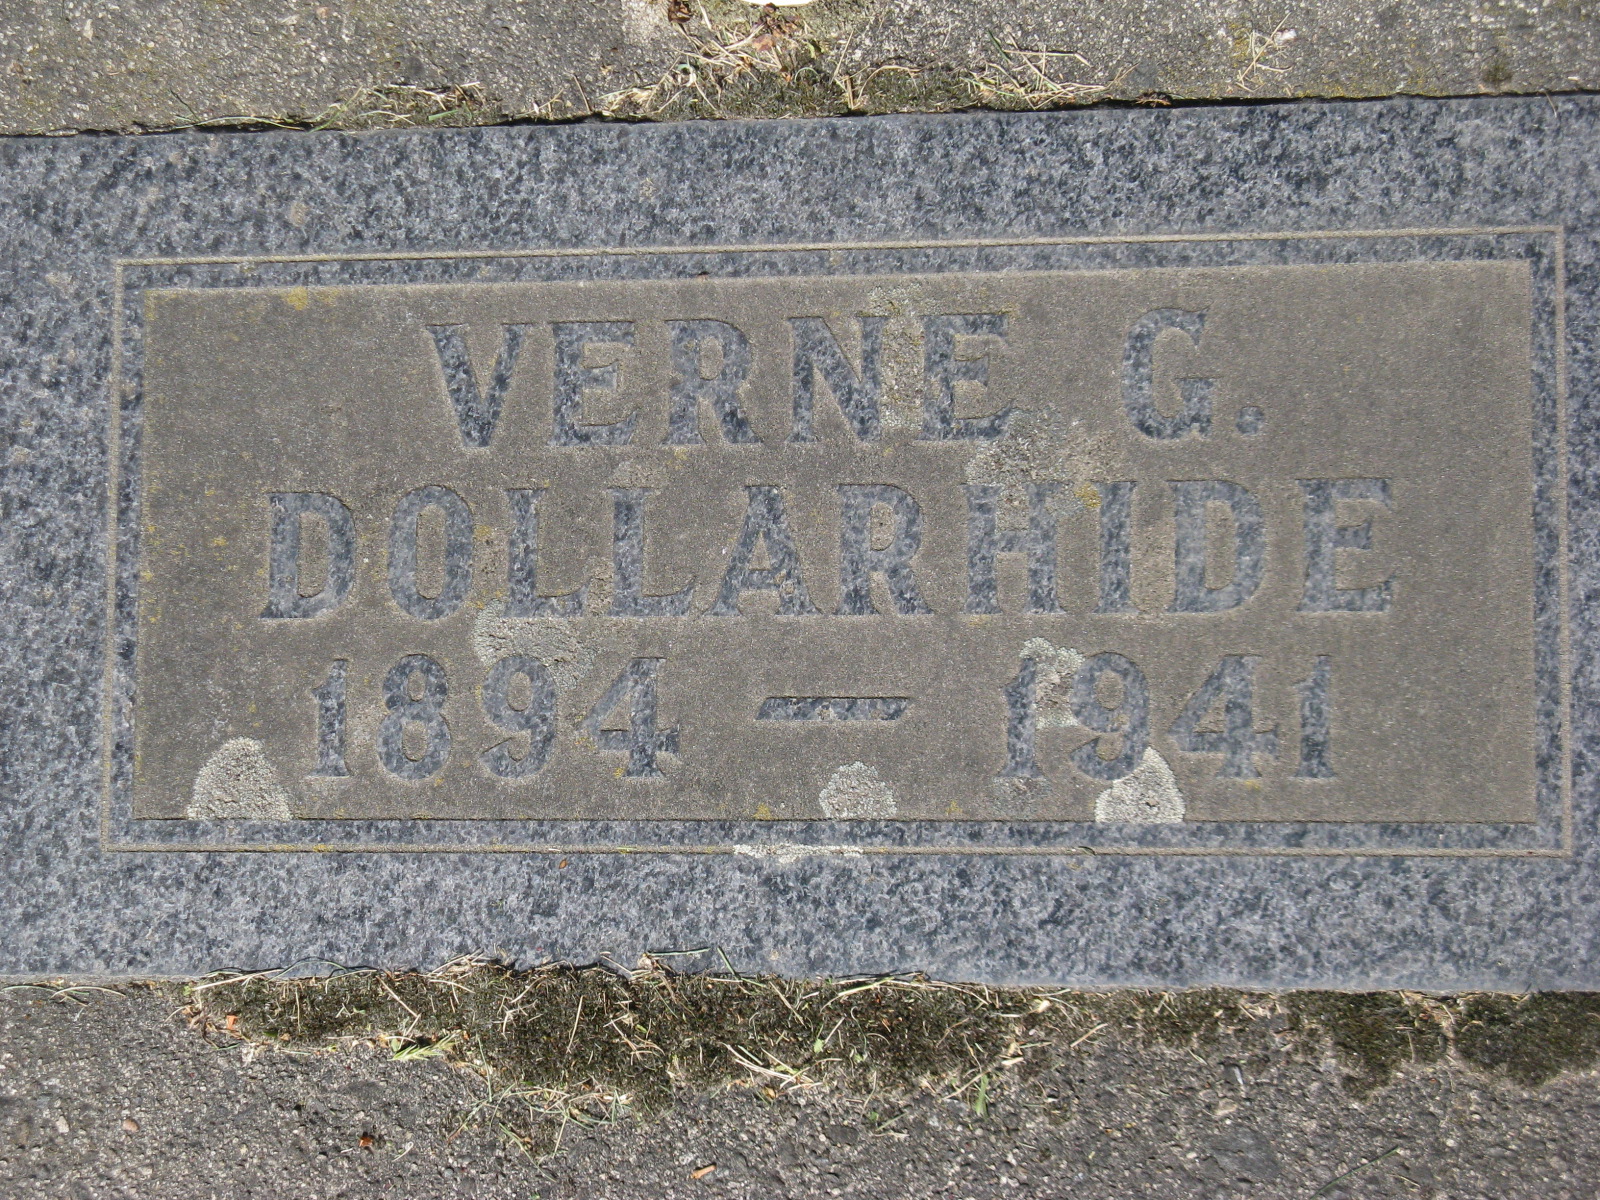 VERNE G.
DOLLARHIDE
1894 — 1941